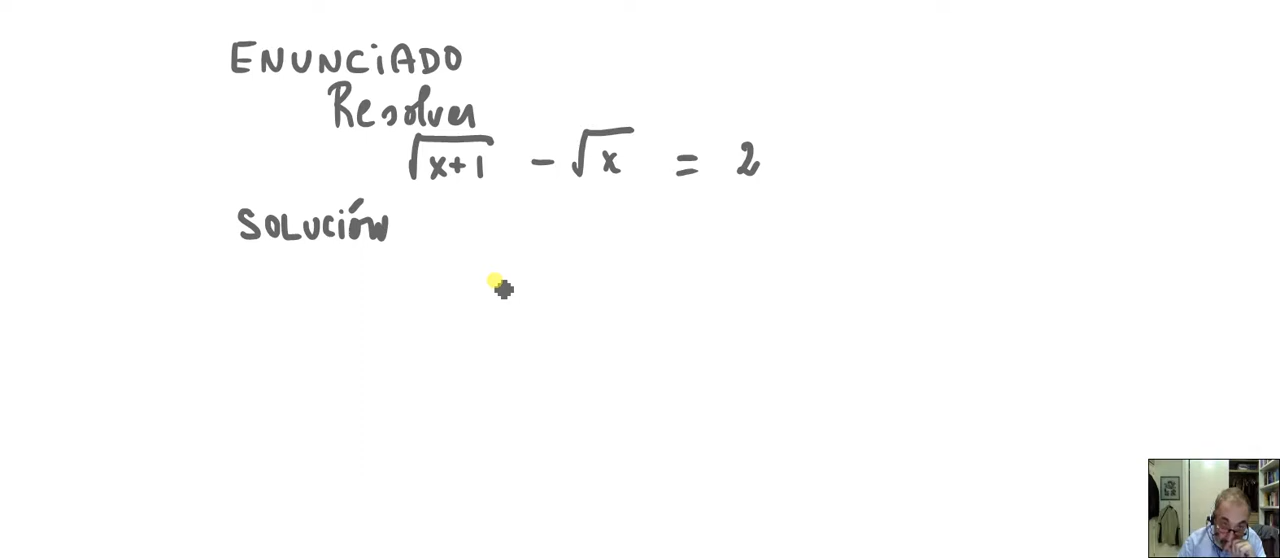 ENUNCiADO
Resolver
√x+1 - √x = 2
SOLUCIÓN